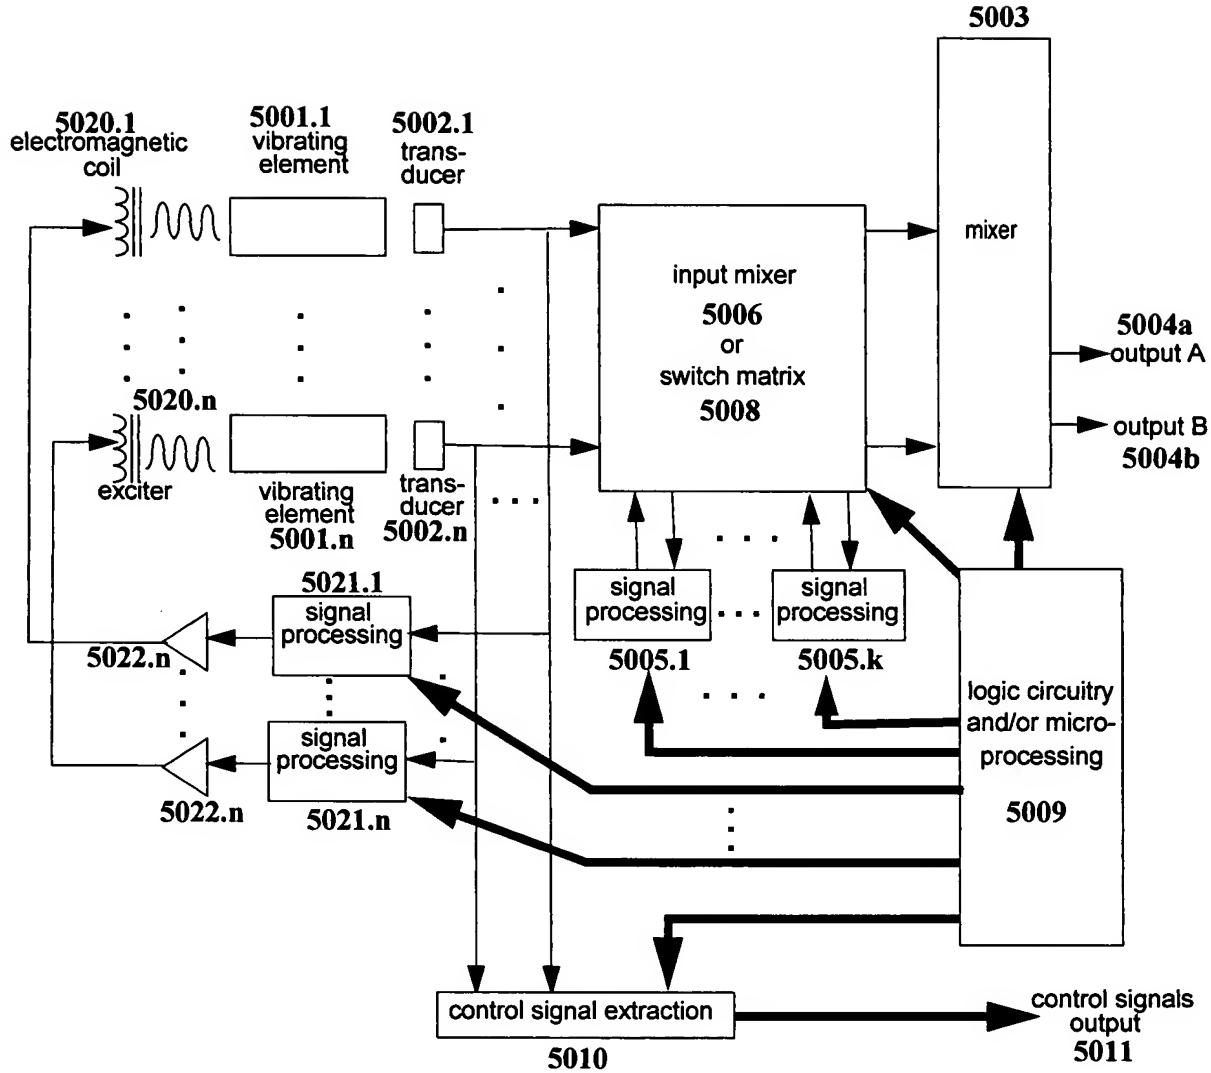 5003
5020.1
electromagnetic
coil
5001.1
vibrating
element
5002.1
trans-
ducer
mixer
input mixer
5006
or
switch matrix
5008
5004a
output A
output B
5004b
5020.n
exciter
vibrating
element
5001.n
trans-
ducer
5002.n
5021.1
signal
processing
5022.n
signal
processing
5022.n
5021.n
signal
processing
5005.1
signal
processing
5005.k
logic circuitry
and/or micro-
processing
5009
control signal extraction
5010
control signals
output
5011